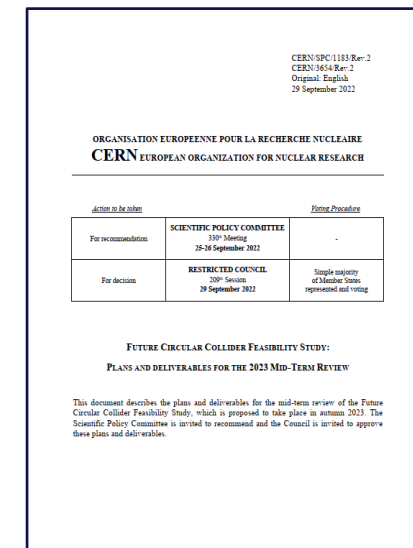 CERN/SPC/1183/Rev.2
CERN/3654/Rev.2
Original: English
29 September 2022
ORGANISATION EUROPEENNE POUR LA RECHERCHE NUCLEAIRE
CERN EUROPEAN ORGANIZATION FOR NUCLEAR RESEARCH
Action to be taken
Voting Procedure
For recommendation
SCIENTIFIC POLICY COMMITTEE
330th Meeting
25-26 September 2022
-
For decision
RESTRICTED COUNCIL
209th Session
29 September 2022
Simple majority
of Member States
represented and voting
FUTURE CIRCULAR COLLIDER FEASIBILITY STUDY:
PLANS AND DELIVERABLES FOR THE 2023 MID-TERM REVIEW
This document describes the plans and deliverables for the mid-term review of the Future
Circular Collider Feasibility Study, which is proposed to take place in autumn 2023. The
Scientific Policy Committee is invited to recommend and the Council is invited to approve
these plans and deliverables.